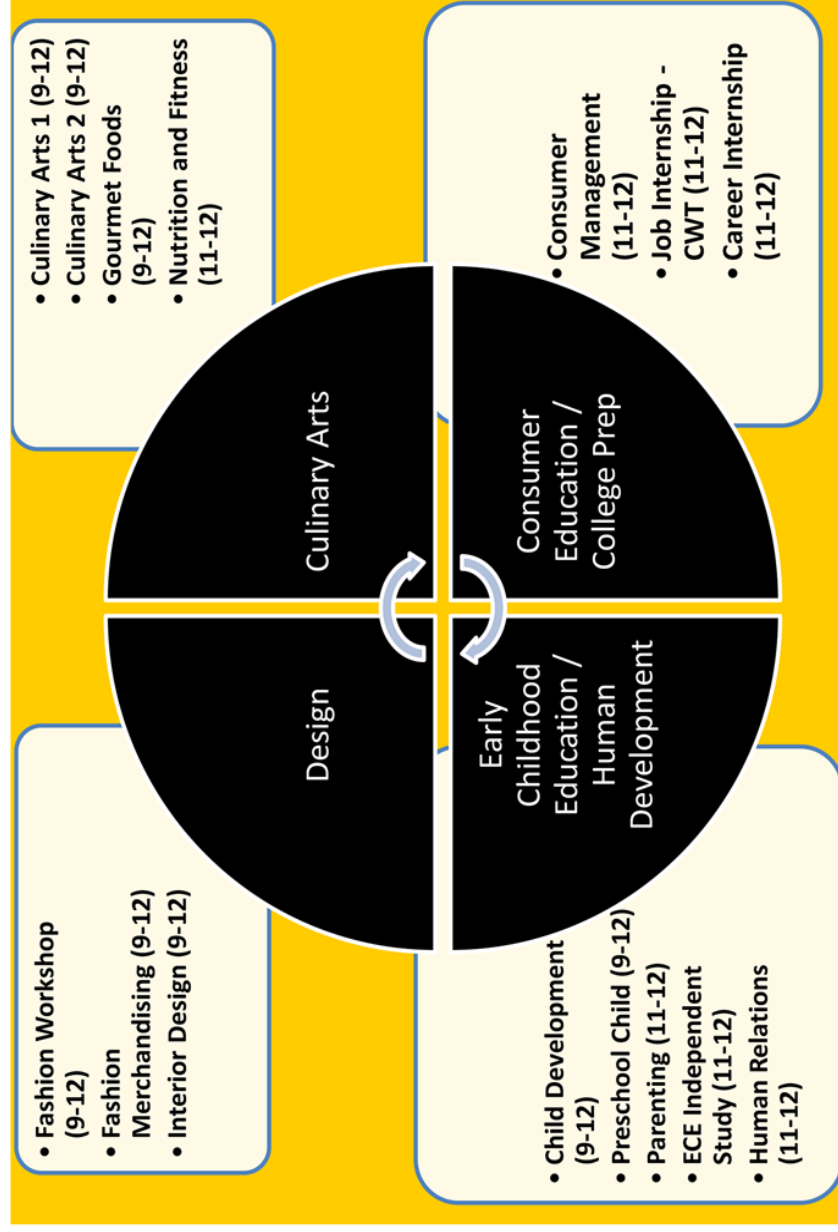 • Fashion Workshop
(9-12)
• Fashion
Merchandising (9-12)
• Interior Design (9-12)
Design
• Culinary Arts 1 (9-12)
• Culinary Arts 2 (9-12)
• Gourmet Foods
(9-12)
• Nutrition and Fitness
(11-12)
Culinary Arts
• Child Development
(9-12)
• Preschool Child (9-12)
• Parenting (11-12)
• ECE Independent
Study (11-12)
• Human Relations
(11-12)
Early
Childhood
Education /
Human
Development
Consumer
Education /
College Prep
• Consumer
Management
(11-12)
• Job Internship -
CWT (11-12)
• Career Internship
(11-12)